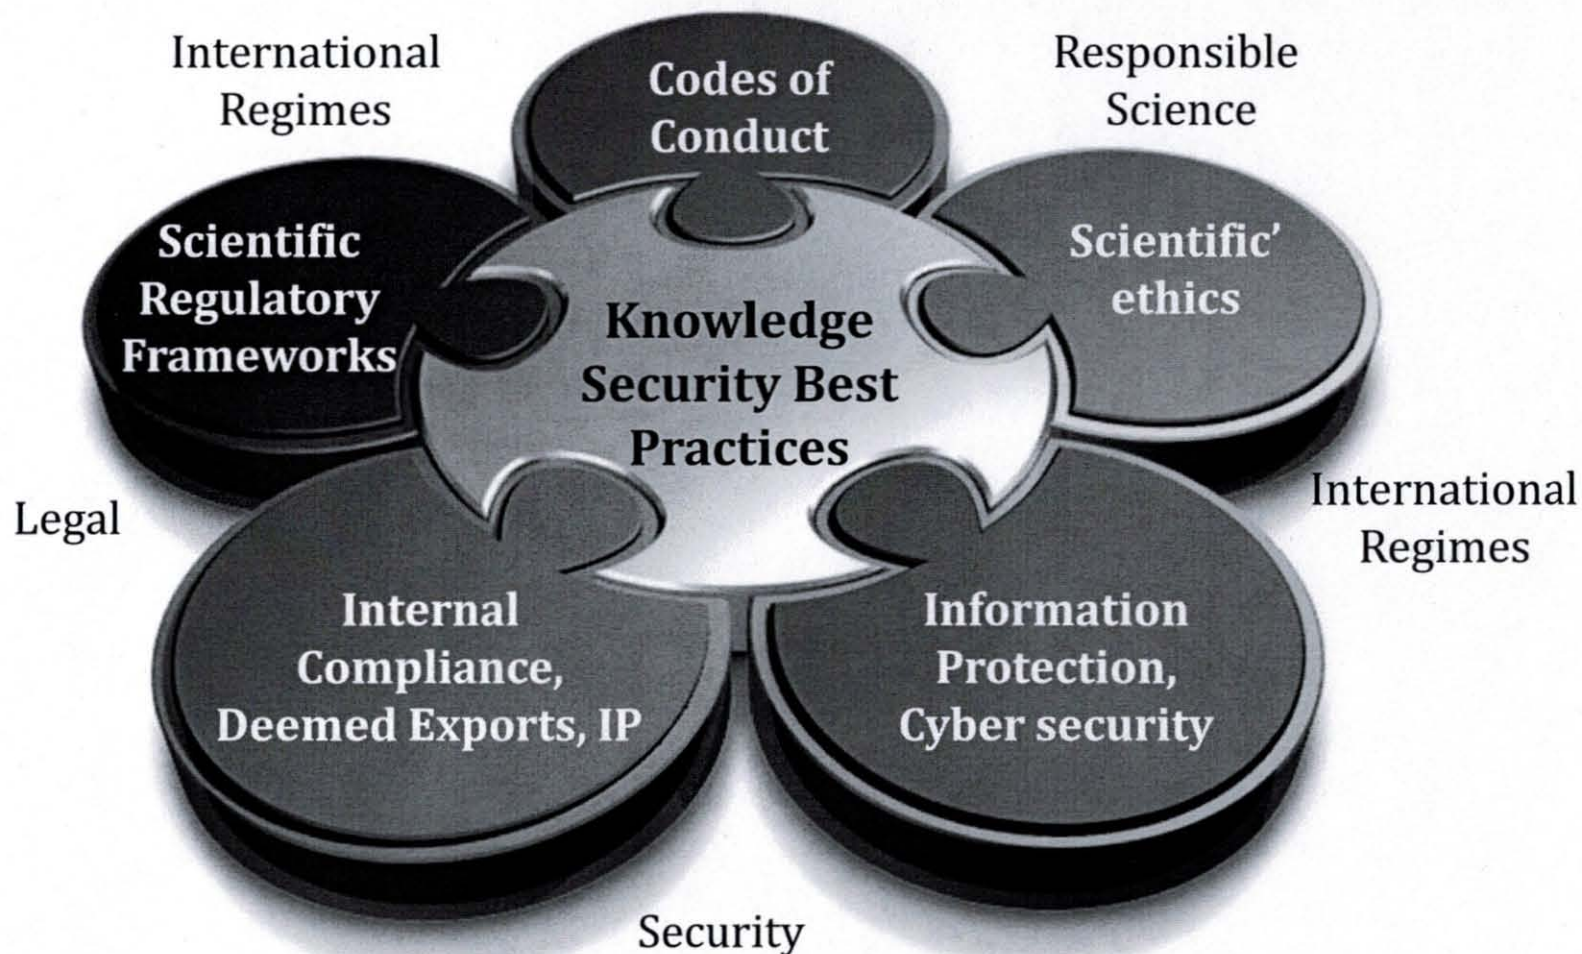 International
Regimes
Codes of
Conduct
Responsible
Science
Scientific
Regulatory
Frameworks
Scientific’
ethics
Knowledge
Security Best
Practices
Legal
International
Regimes
Internal
Compliance,
Deemed Exports, IP
Information
Protection,
Cyber security
Security